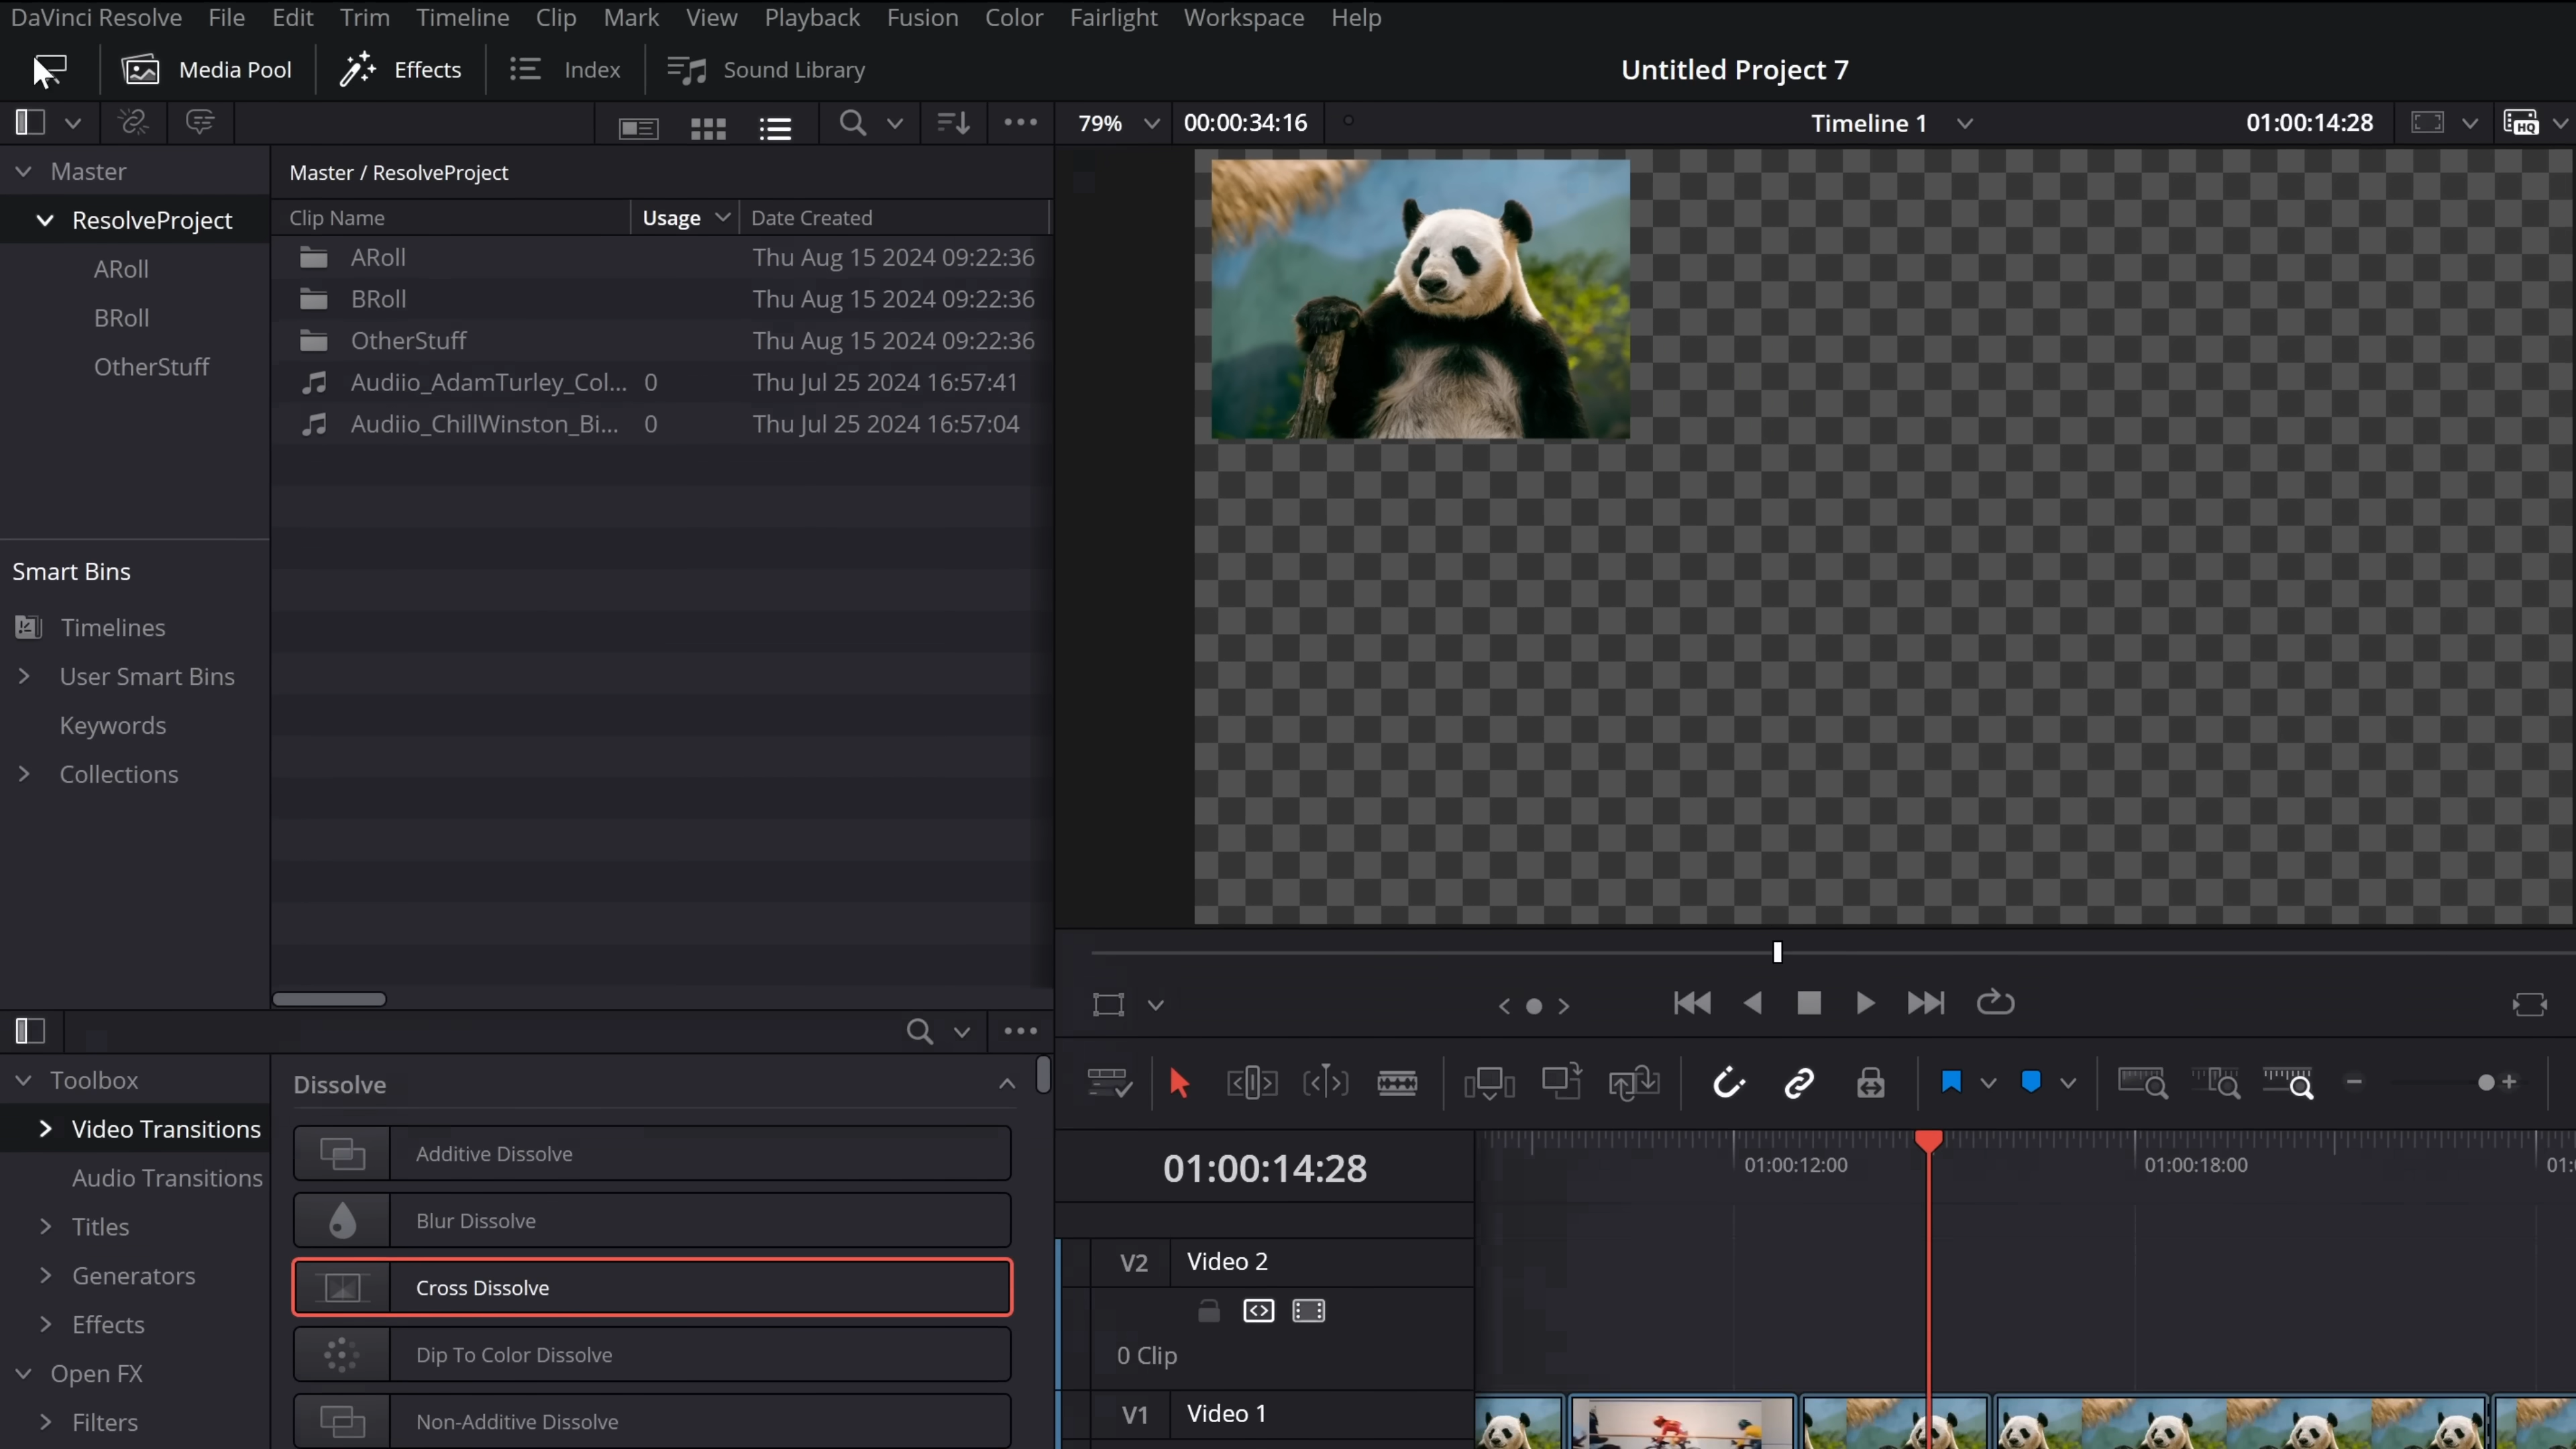 DaVinci Resolve File Edit Trim Timeline Clip Mark View Playback Fusion Color Fairlight Workspace Help
Media Pool Effects Index Sound Library Untitled Project 7
79% 00:00:34:16 Timeline 1 01:00:14:28 HQ
Master
ResolveProject
ARoll
BRoll
OtherStuff
Master / ResolveProject
Clip Name Usage Date Created
ARoll Thu Aug 15 2024 09:22:36
BRoll Thu Aug 15 2024 09:22:36
OtherStuff Thu Aug 15 2024 09:22:36
Audiio_AdamTurley_Col... 0 Thu Jul 25 2024 16:57:41
Audiio_ChillWinston_Bi... 0 Thu Jul 25 2024 16:57:04
Smart Bins
Timelines
User Smart Bins
Keywords
Collections
Toolbox
Video Transitions
Audio Transitions
Titles
Generators
Effects
Open FX
Filters
Dissolve
Additive Dissolve
Blur Dissolve
Cross Dissolve
Dip To Color Dissolve
Non-Additive Dissolve
01:00:14:28
01:00:12:00 01:00:18:00 01:
V2 Video 2
0 Clip
V1 Video 1